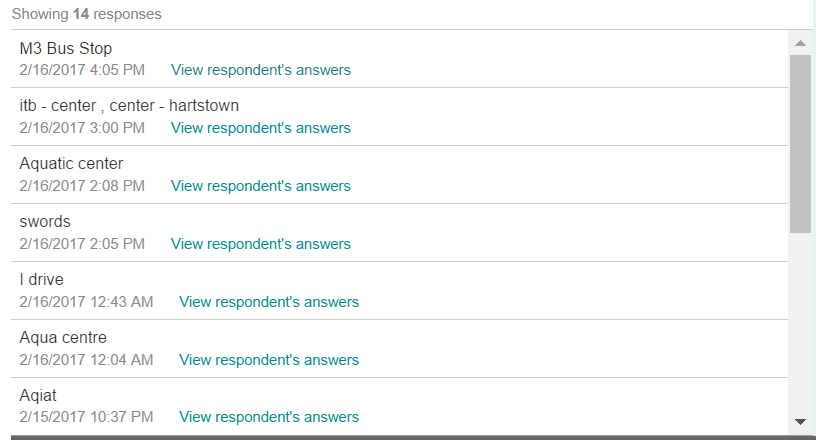 Showing 14 responses
M3 Bus Stop
2/16/2017 4:05 PM View respondent's answers
itb - center , center - hartstown
2/16/2017 3:00 PM View respondent's answers
Aquatic center
2/16/2017 2:08 PM View respondent's answers
swords
2/16/2017 2:05 PM View respondent's answers
I drive
2/16/2017 12:43 AM View respondent's answers
Aqua centre
2/16/2017 12:04 AM View respondent's answers
Aqiat
2/15/2017 10:37 PM View respondent's answers